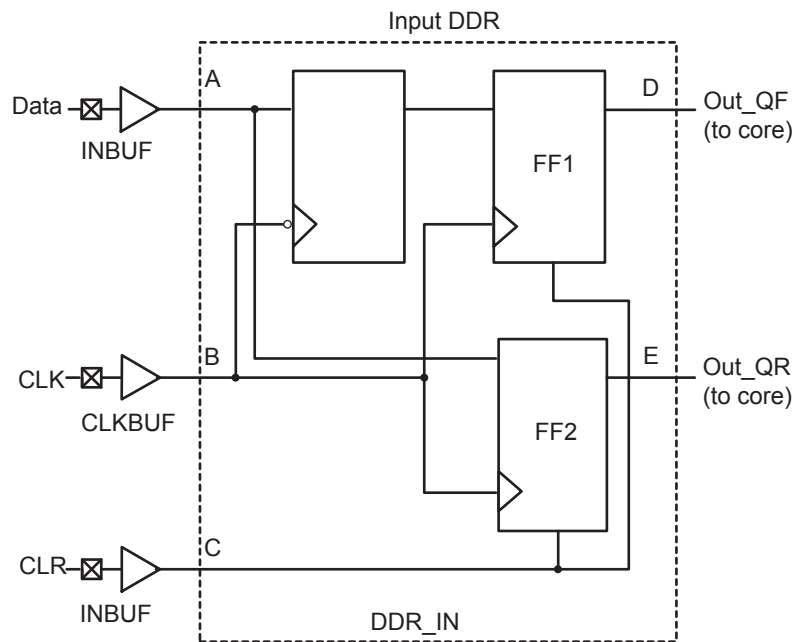 Input DDR
A
D
Data
Out_QF
(to core)
INBUF
FF1
B
E
CLK
Out_QR
(to core)
CLKBUF
FF2
C
CLR
INBUF
DDR_IN